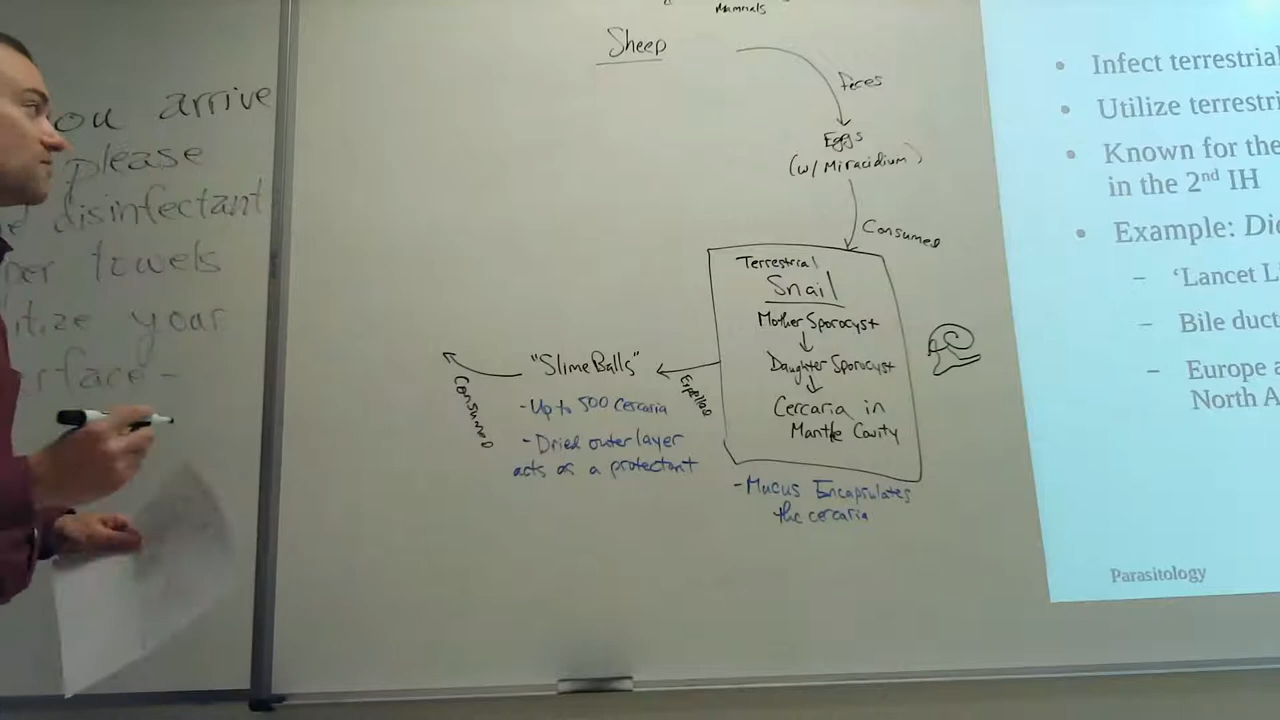 Mammals
Sheep
feces
Eggs
(w/ Miracidium)
Consumed
Terrestrial
Snail
Mother Sporocyst
Daughter Sporocyst
Cercaria in
Mantle Cavity
- Mucus Encapsulates
the cercaria
Expelled
"Slime Balls"
- Up to 500 Cercaria
- Dried outer layer
acts as a protectant
Consumed
ou arrive
please
disinfectant
per towels
itize your
rface -
• Infect terrestrial
• Utilize terrestri
• Known for the
in the 2nd IH
• Example: Di
– 'Lancet Li
– Bile duct
– Europe a
North A
Parasitology